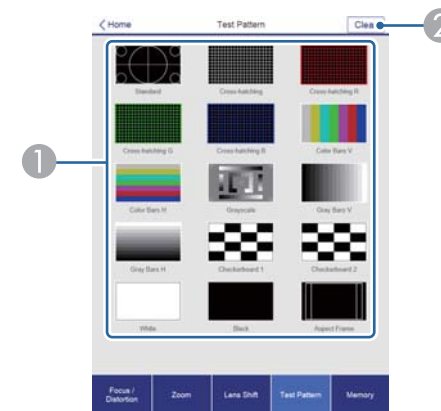 Home Test Pattern Clea
2
1
Standard Cross-hatching Cross-hatching R
Cross-hatching G Cross-hatching B Color Bars V
Color Bars H Grayscale Gray Bars V
Gray Bars H Checkerboard 1 Checkerboard 2
White Black Aspect Frame
Focus /
Distortion
Zoom Lens Shift Test Pattern Memory